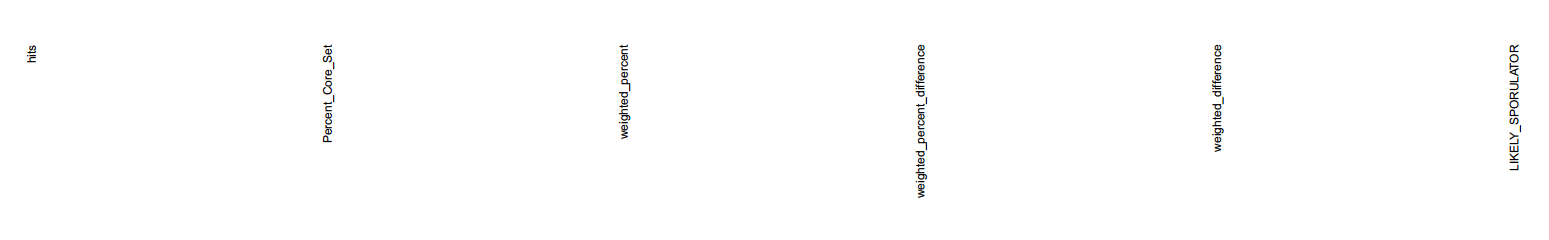 hits
Percent_Core_Set
weighted_percent
weighted_percent_difference
weighted_difference
LIKELY_SPORULATOR